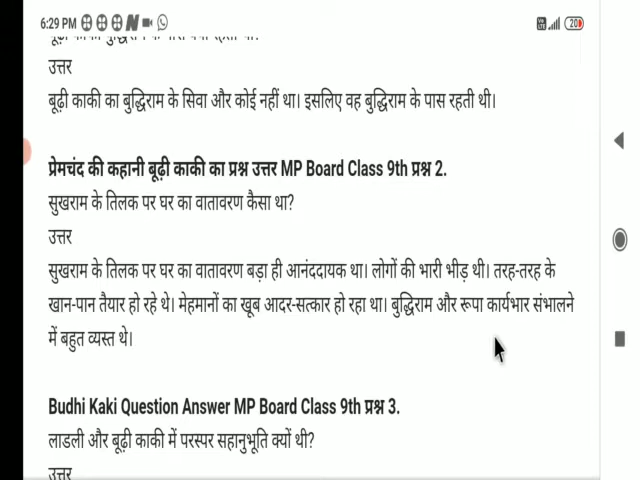 6:29 PM
20
उत्तर
बूढ़ी काकी का बुद्धिराम के सिवा और कोई नहीं था। इसलिए वह बुद्धिराम के पास रहती थी।
प्रेमचंद की कहानी बूढ़ी काकी का प्रश्न उत्तर MP Board Class 9th प्रश्न 2.
सुखराम के तिलक पर घर का वातावरण कैसा था?
उत्तर
सुखराम के तिलक पर घर का वातावरण बड़ा ही आनंददायक था। लोगों की भारी भीड़ थी। तरह-तरह के
खान-पान तैयार हो रहे थे। मेहमानों का खूब आदर-सत्कार हो रहा था। बुद्धिराम और रूपा कार्यभार संभालने
में बहुत व्यस्त थे।
Budhi Kaki Question Answer MP Board Class 9th प्रश्न 3.
लाडली और बूढ़ी काकी में परस्पर सहानुभूति क्यों थी?
उत्तर